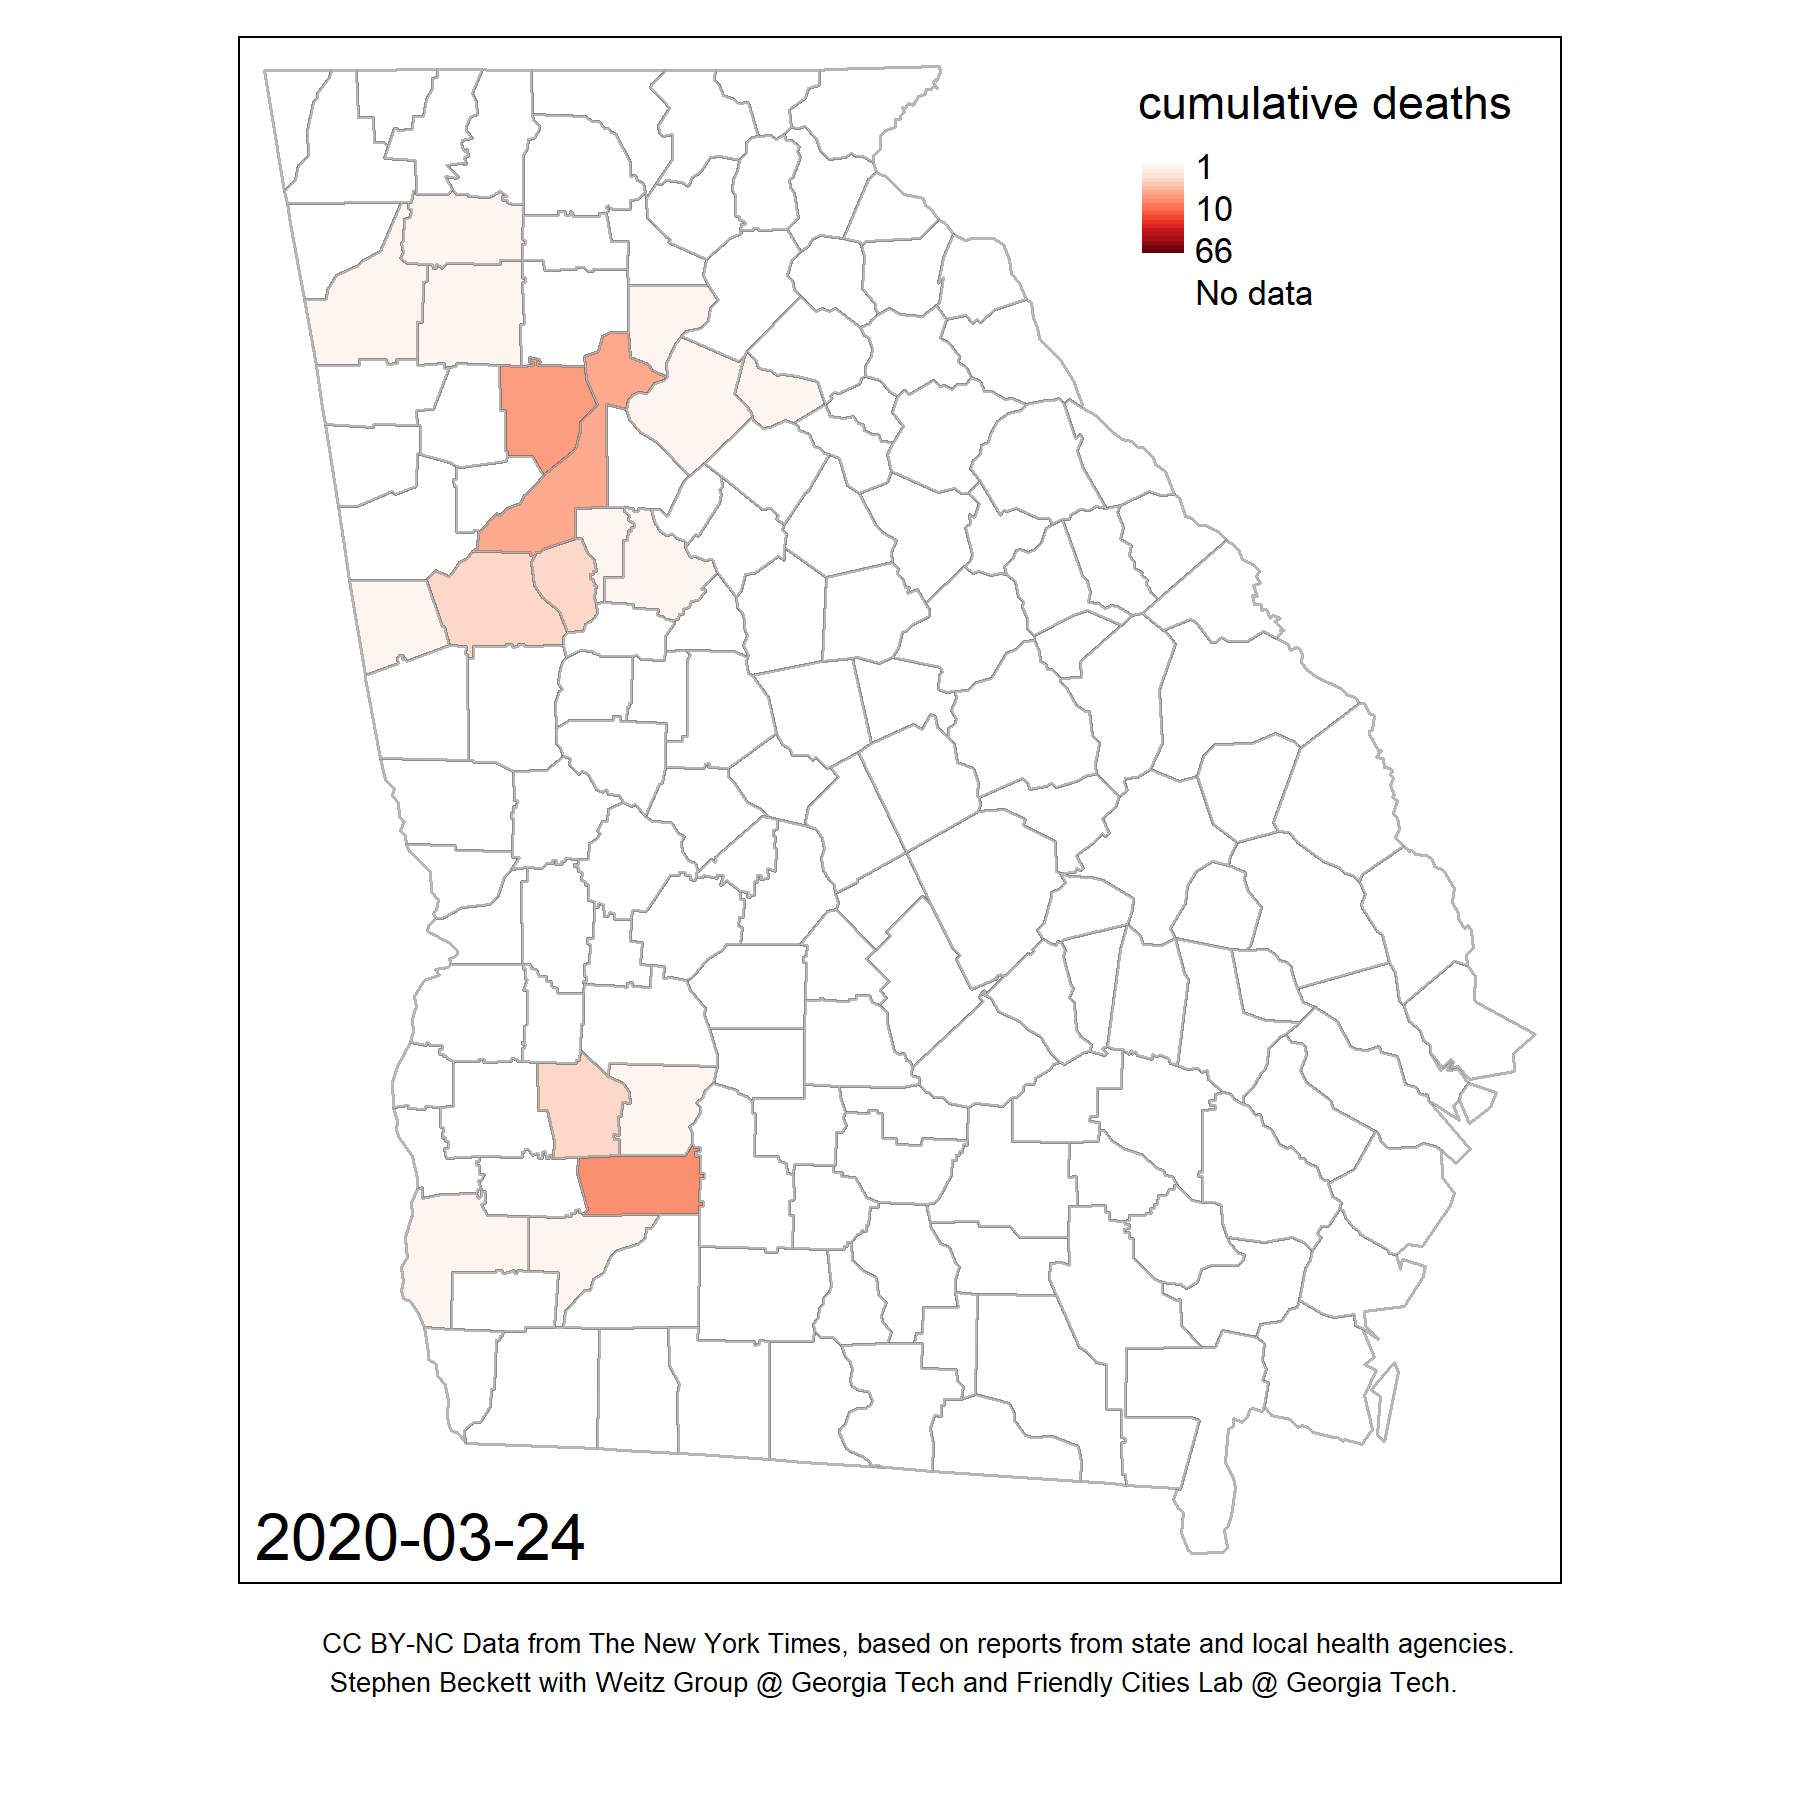 cumulative deaths
1
10
66
No data
2020-03-24
CC BY-NC Data from The New York Times, based on reports from state and local health agencies.
Stephen Beckett with Weitz Group @ Georgia Tech and Friendly Cities Lab @ Georgia Tech.